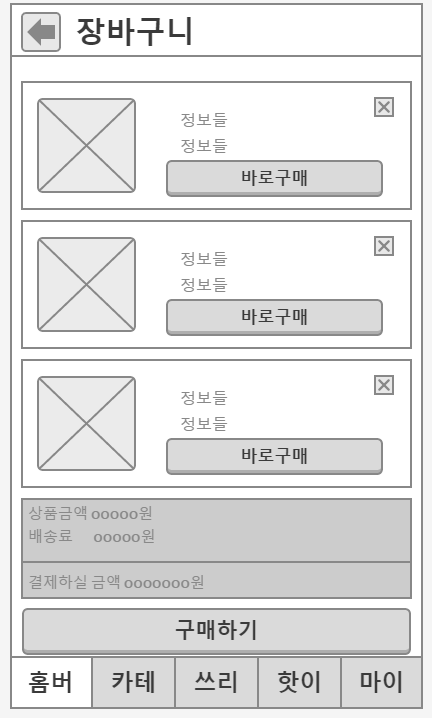 장바구니
정보들
정보들
바로구매
정보들
정보들
바로구매
정보들
정보들
바로구매
상품금액 ooooo원
배송료 ooooo원
결제하실 금액 ooooooo원
구매하기
홈버 카테 쓰리 핫이 마이